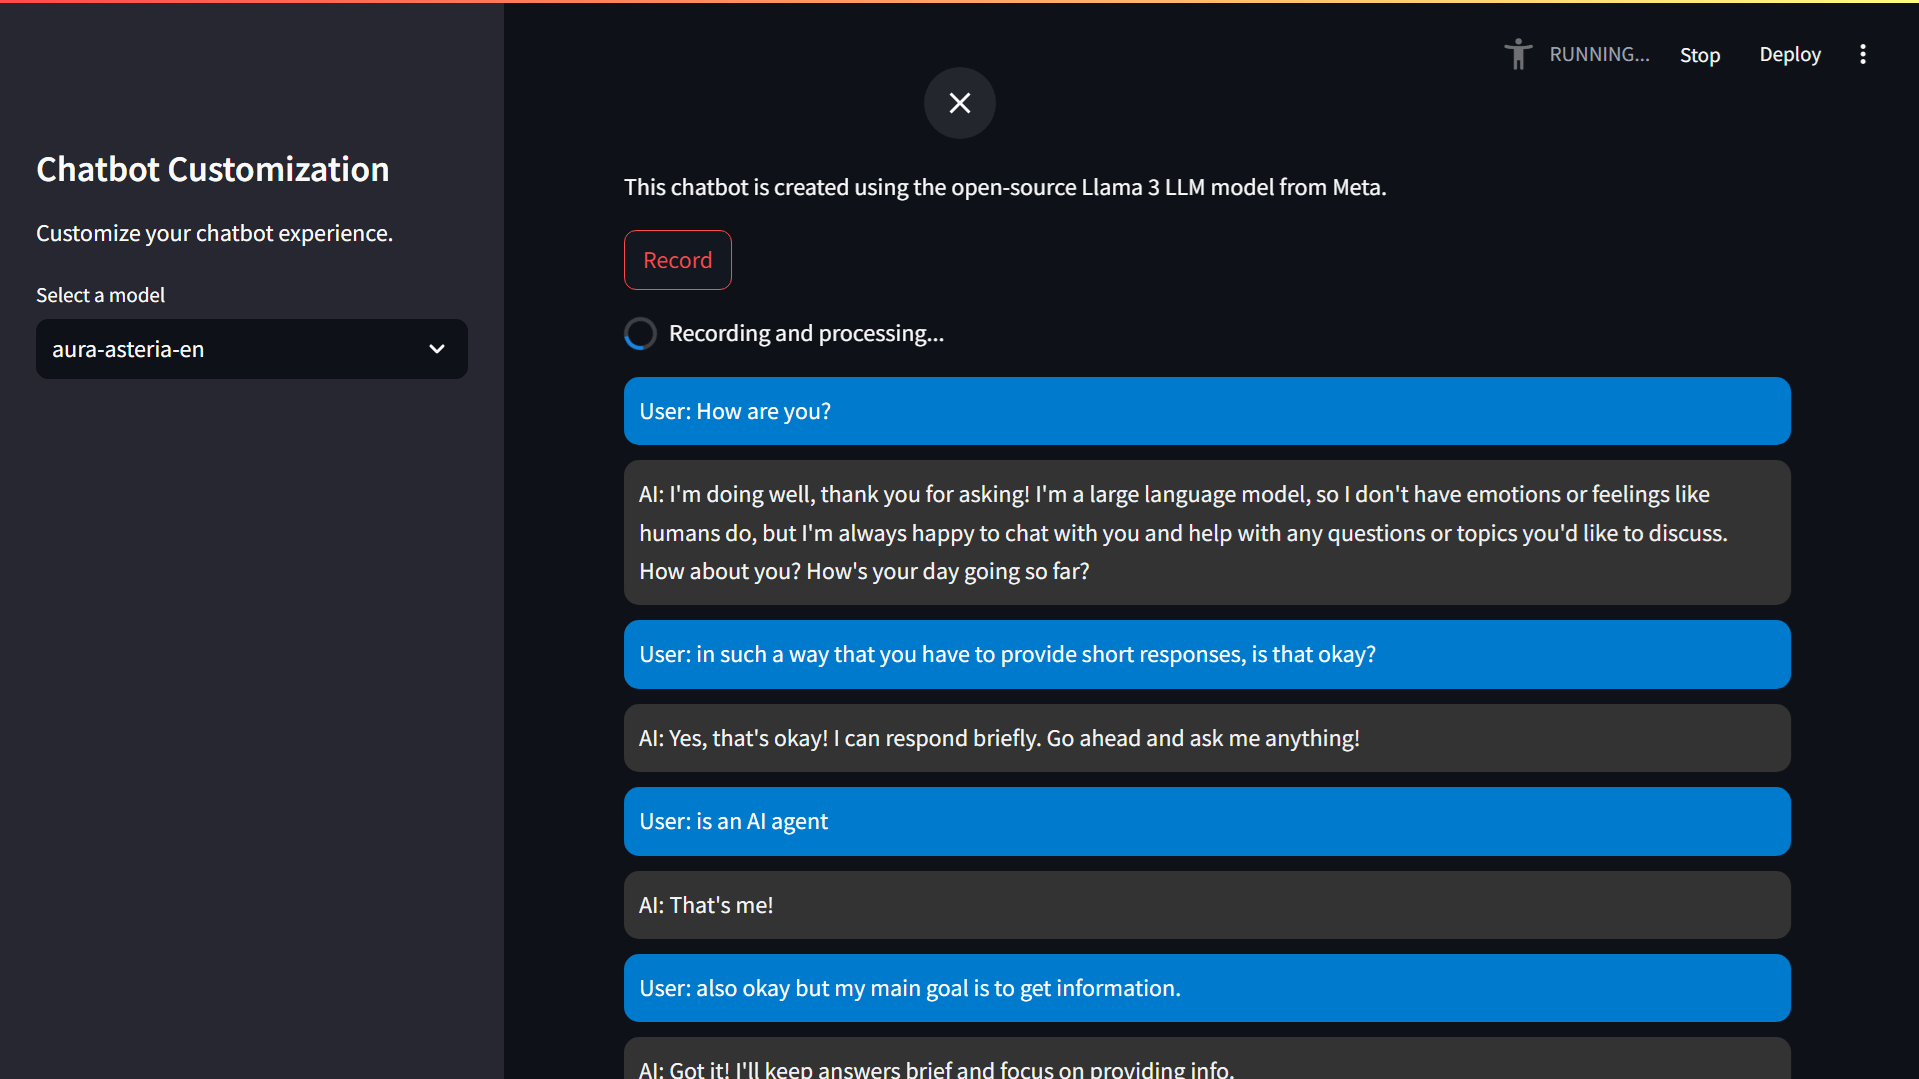 RUNNING...
Stop
Deploy
Chatbot Customization
Customize your chatbot experience.
Select a model
aura-asteria-en
This chatbot is created using the open-source Llama 3 LLM model from Meta.
Record
Recording and processing...
User: How are you?
AI: I'm doing well, thank you for asking! I'm a large language model, so I don't have emotions or feelings like
humans do, but I'm always happy to chat with you and help with any questions or topics you'd like to discuss.
How about you? How's your day going so far?
User: in such a way that you have to provide short responses, is that okay?
AI: Yes, that's okay! I can respond briefly. Go ahead and ask me anything!
User: is an AI agent
AI: That's me!
User: also okay but my main goal is to get information.
AI: Got it! I'll keep answers brief and focus on providing info.